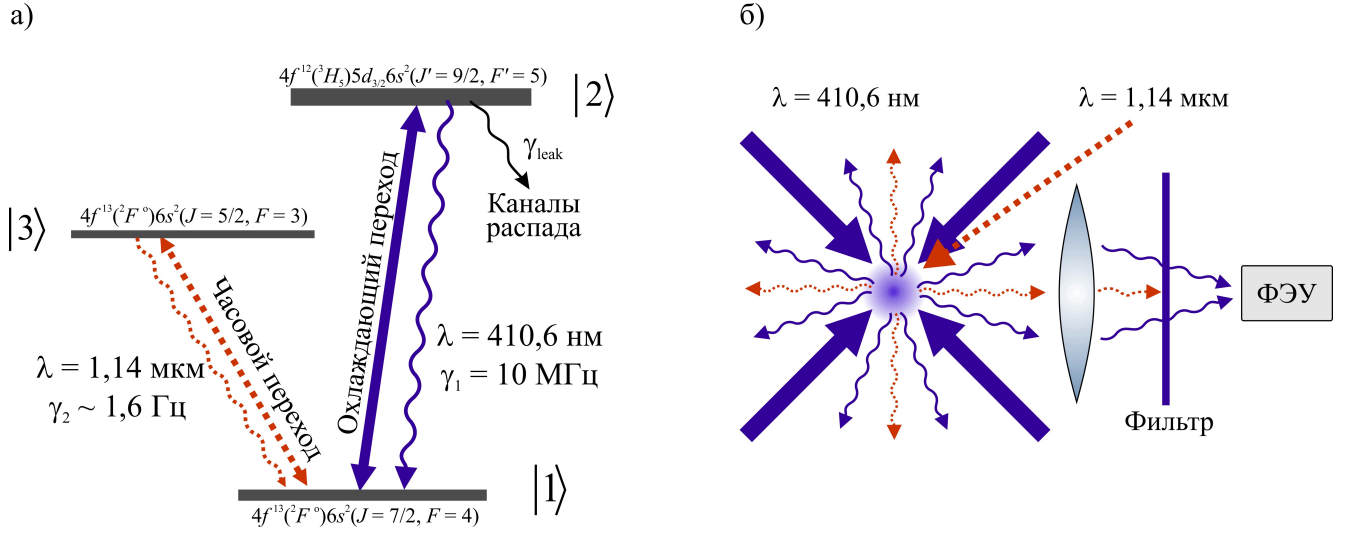 а)
4f¹²(³H₅)5d₃/₂6s²(J' = 9/2, F' = 5)
|2⟩
γleak
Каналы
распада
4f¹³(²F°)6s²(J = 5/2, F = 3)
|3⟩
Часовой переход
Охлаждающий переход
λ = 1,14 мкм
γ₂ ~ 1,6 Гц
λ = 410,6 нм
γ₁ = 10 МГц
|1⟩
4f¹³(²F°)6s²(J = 7/2, F = 4)
б)
λ = 410,6 нм
λ = 1,14 мкм
ФЭУ
Фильтр